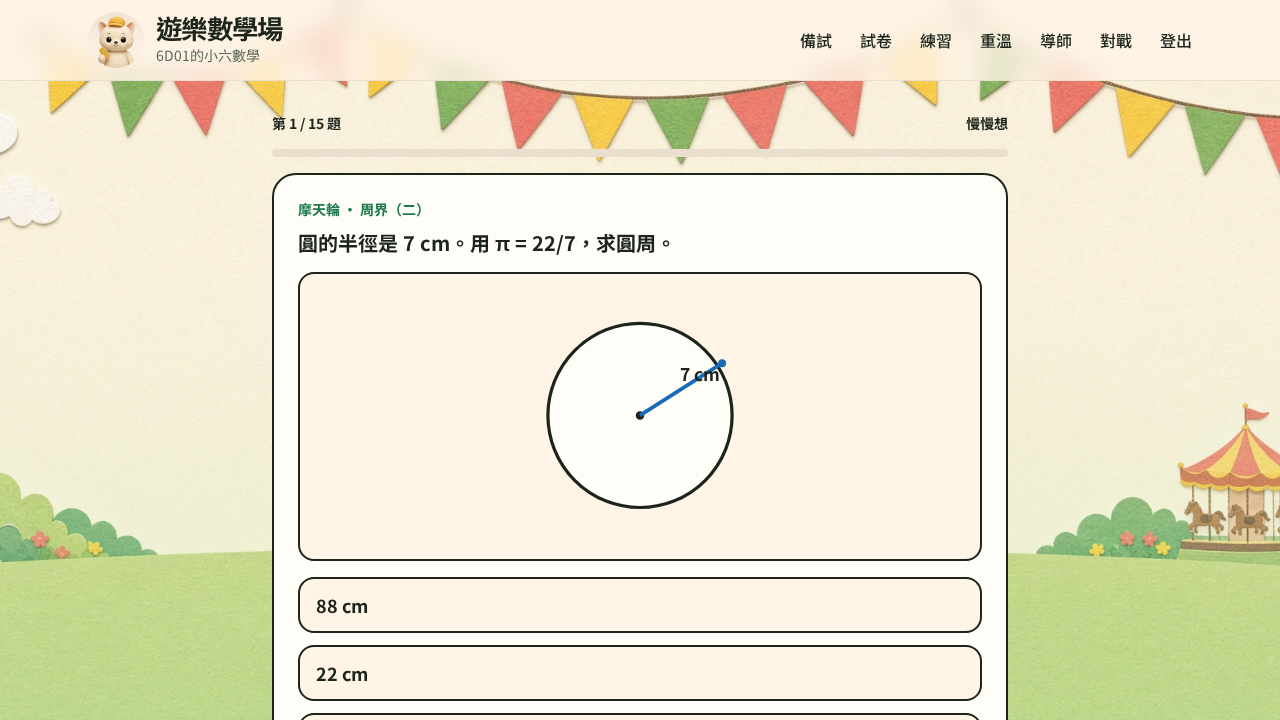 遊樂數學場
6D01的小六數學
備試 試卷 練習 重溫 導師 對戰 登出
第 1 / 15 題 慢慢想
摩天輪 · 周界（二）
圓的半徑是 7 cm。用 π = 22/7，求圓周。
7 cm
88 cm
22 cm